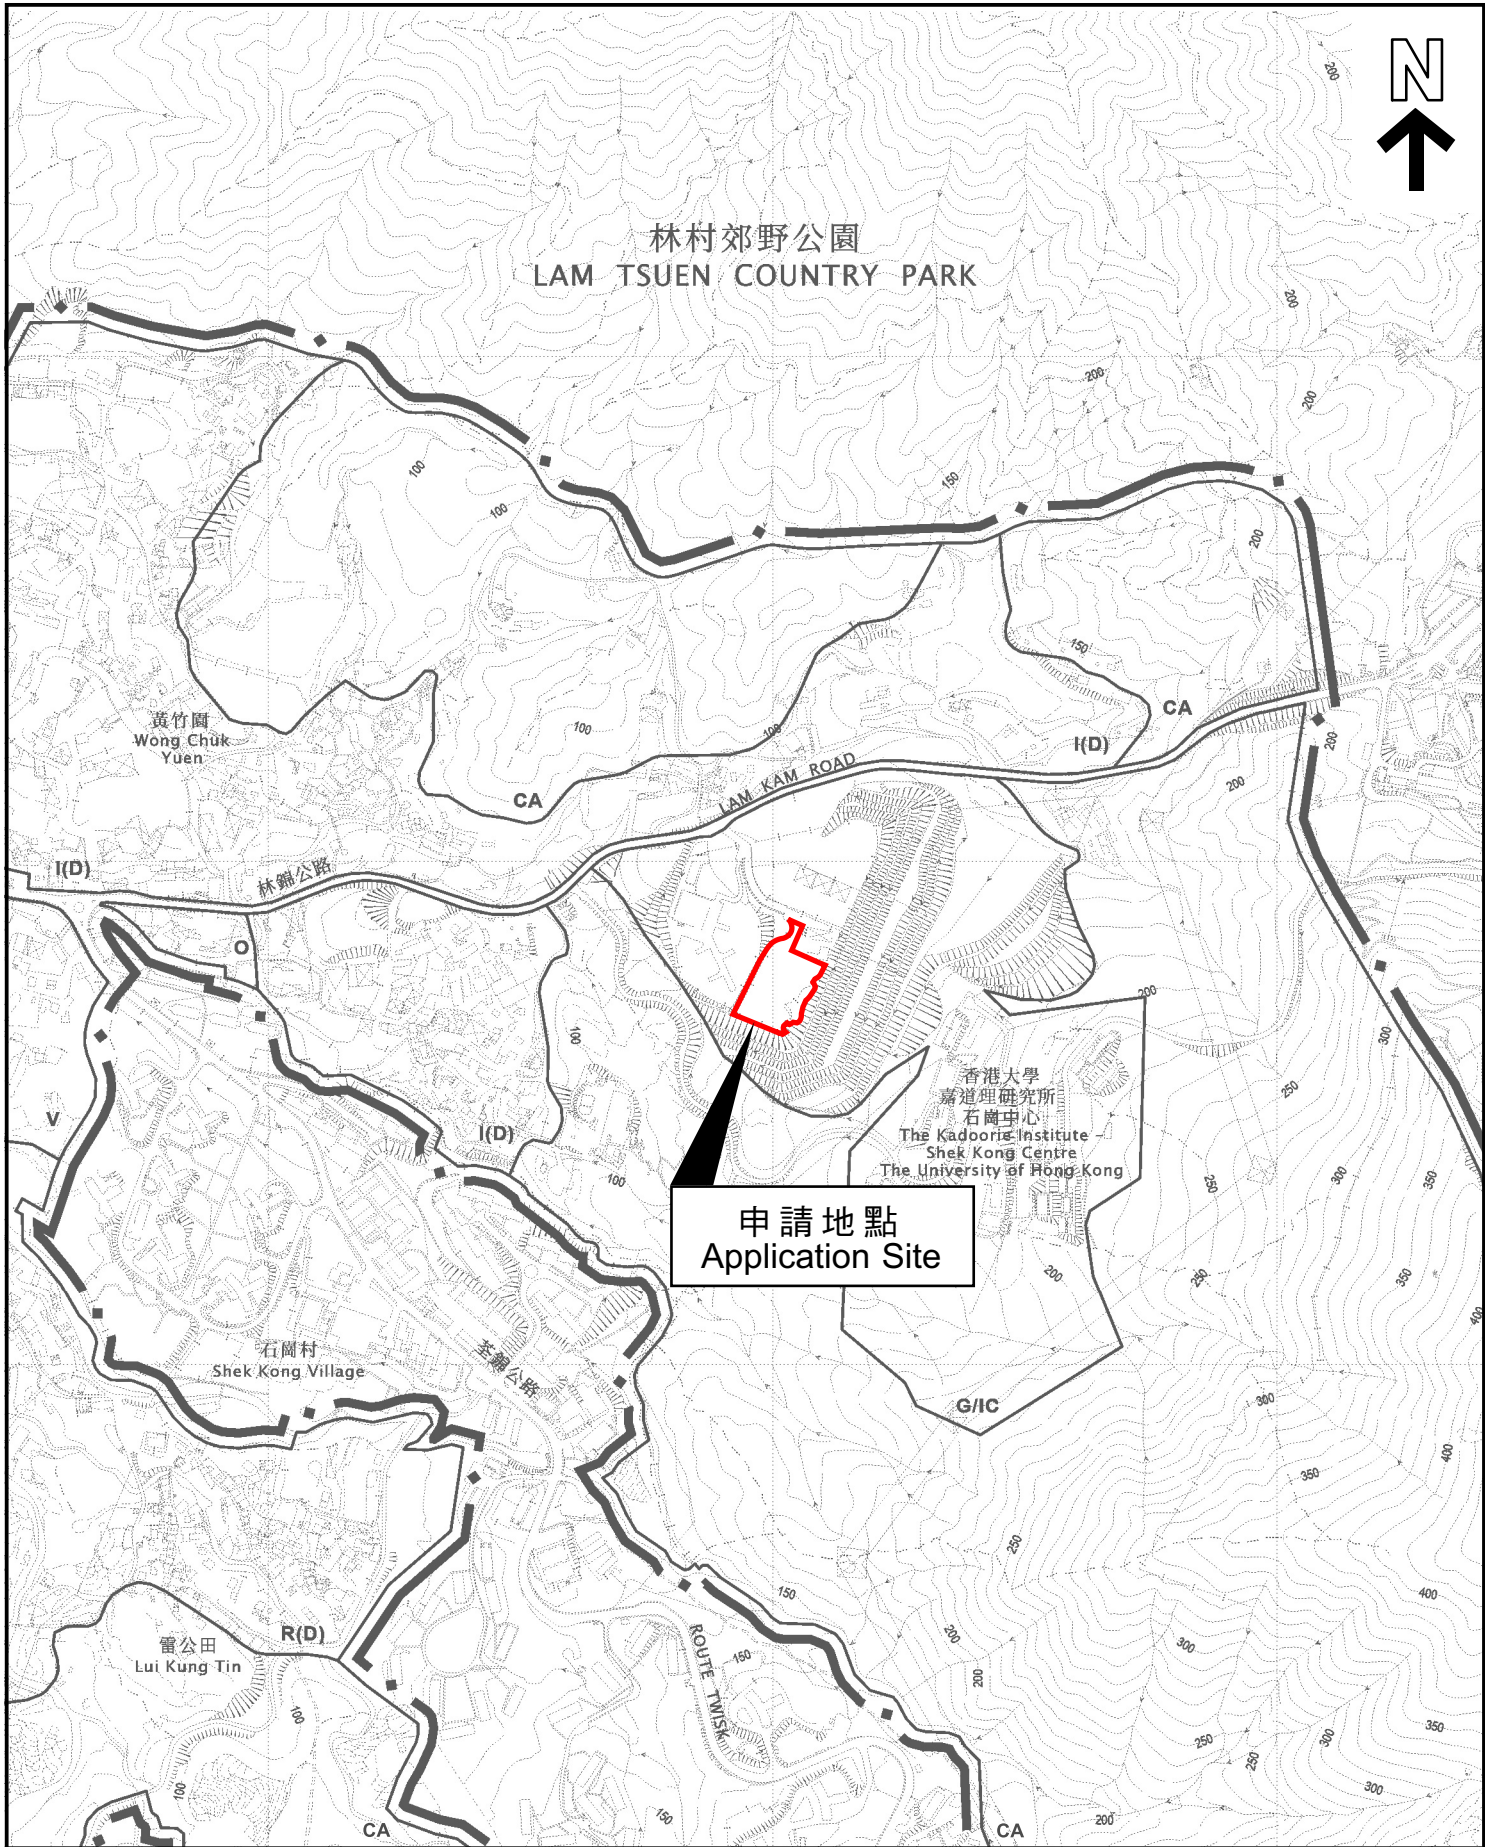 N
200
林村郊野公園
LAM TSUEN COUNTRY PARK
200
200
200
100
150
100
200
150
黃竹園
Wong Chuk
Yuen
100
100
CA
I(D)
200
200
CA
LAM KAM ROAD
I(D)
林錦公路
O
200
100
300
香港大學
嘉道理研究所
石崗中心
The Kadoorie Institute –
Shek Kong Centre
The University of Hong Kong
250
V
I(D)
100
250
300
350
申請地點
Application Site
200
250
350
400
石崗村
Shek Kong Village
荃錦公路
G/IC
300
400
350
250
150
400
R(D)
雷公田
Lui Kung Tin
ROUTE TWISK
150
200
300
200
100
350
250
300
250
100
150
300
200
CA
CA